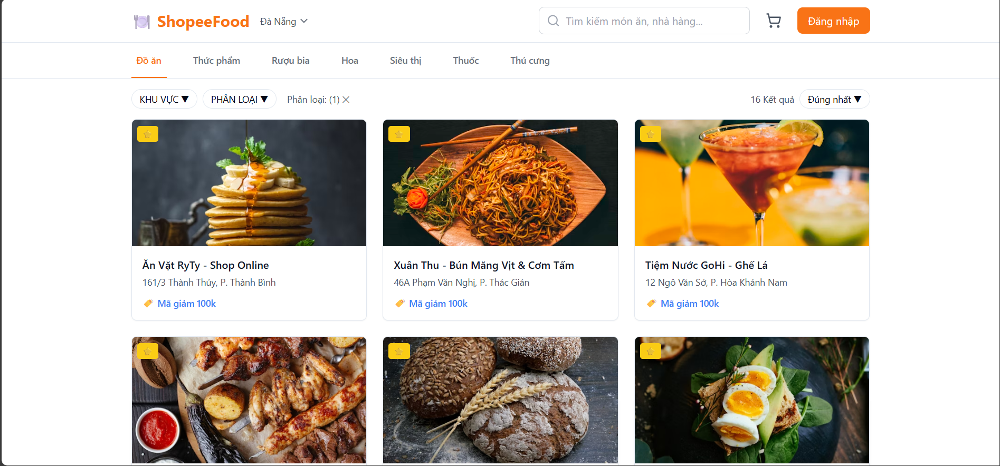 ShopeeFood
Đà Nẵng
Tìm kiếm món ăn, nhà hàng...
Đăng nhập
Đồ ăn
Thức phẩm
Rượu bia
Hoa
Siêu thị
Thuốc
Thú cưng
KHU VỰC ▼
PHÂN LOẠI ▼
Phân loại: (1) ×
16 Kết quả
Đúng nhất ▼
Ăn Vặt RyTy - Shop Online
161/3 Thành Thủy, P. Thành Bình
Mã giảm 100k
Xuân Thu - Bún Măng Vịt & Cơm Tấm
46A Phạm Văn Nghị, P. Thác Gián
Mã giảm 100k
Tiệm Nước GoHi - Ghế Lá
12 Ngô Văn Sở, P. Hòa Khánh Nam
Mã giảm 100k